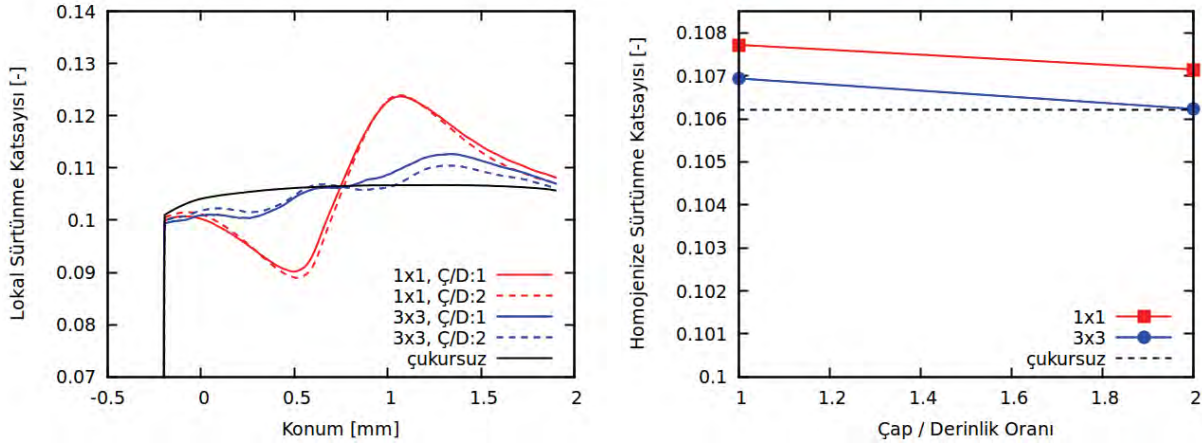 Lokal Sürtünme Katsayısı [-]
0.14
0.13
0.12
0.11
0.1
0.09
0.08
0.07
1x1, Ç/D:1
1x1, Ç/D:2
3x3, Ç/D:1
3x3, Ç/D:2
çukursuz
-0.5
0
0.5
1
1.5
2
Konum [mm]
Homojenize Sürtünme Katsayısı [-]
0.108
0.107
0.106
0.105
0.104
0.103
0.102
0.101
0.1
1x1
3x3
çukursuz
1
1.2
1.4
1.6
1.8
2
Çap / Derinlik Oranı